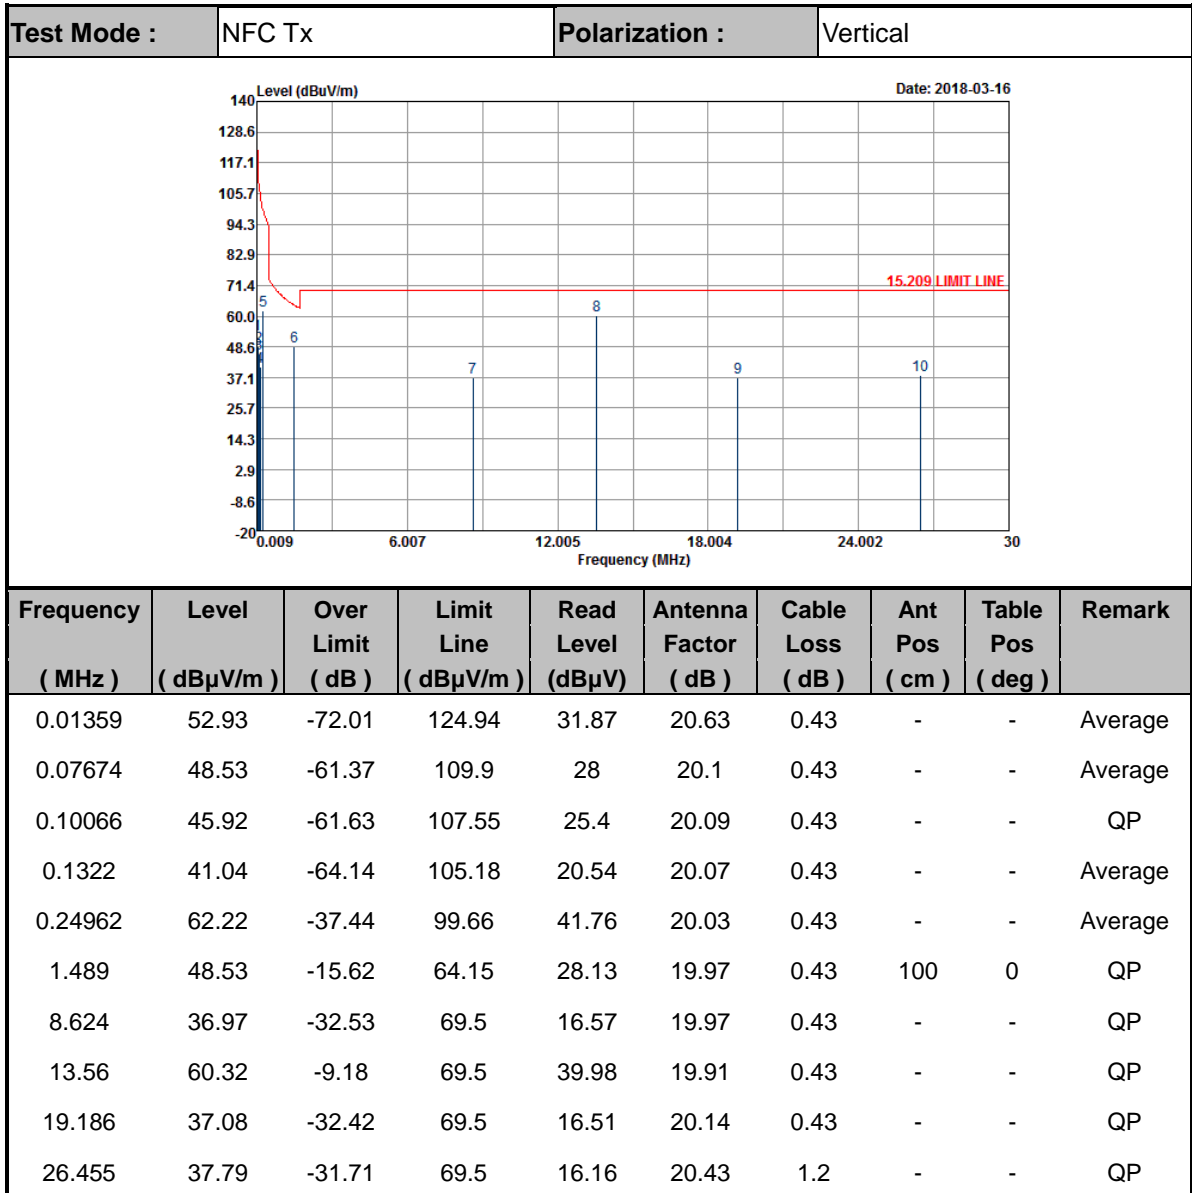 Test Mode : NFC Tx Polarization : Vertical
Level (dBuV/m) Date: 2018-03-16
140
128.6
117.1
105.7
94.3
82.9
71.4
60.0
48.6
37.1
25.7
14.3
2.9
-8.6
-20
15.209 LIMIT LINE
5
6
7
8
9
10
0.009 6.007 12.005 18.004 24.002 30
Frequency (MHz)
Frequency Level Over Limit Read Antenna Cable Ant Table Remark
Limit Line Level Factor Loss Pos Pos
( MHz ) ( dBµV/m ) ( dB ) ( dBµV/m ) (dBµV) ( dB ) ( dB ) ( cm ) ( deg )
0.01359 52.93 -72.01 124.94 31.87 20.63 0.43 - - Average
0.07674 48.53 -61.37 109.9 28 20.1 0.43 - - Average
0.10066 45.92 -61.63 107.55 25.4 20.09 0.43 - - QP
0.1322 41.04 -64.14 105.18 20.54 20.07 0.43 - - Average
0.24962 62.22 -37.44 99.66 41.76 20.03 0.43 - - Average
1.489 48.53 -15.62 64.15 28.13 19.97 0.43 100 0 QP
8.624 36.97 -32.53 69.5 16.57 19.97 0.43 - - QP
13.56 60.32 -9.18 69.5 39.98 19.91 0.43 - - QP
19.186 37.08 -32.42 69.5 16.51 20.14 0.43 - - QP
26.455 37.79 -31.71 69.5 16.16 20.43 1.2 - - QP